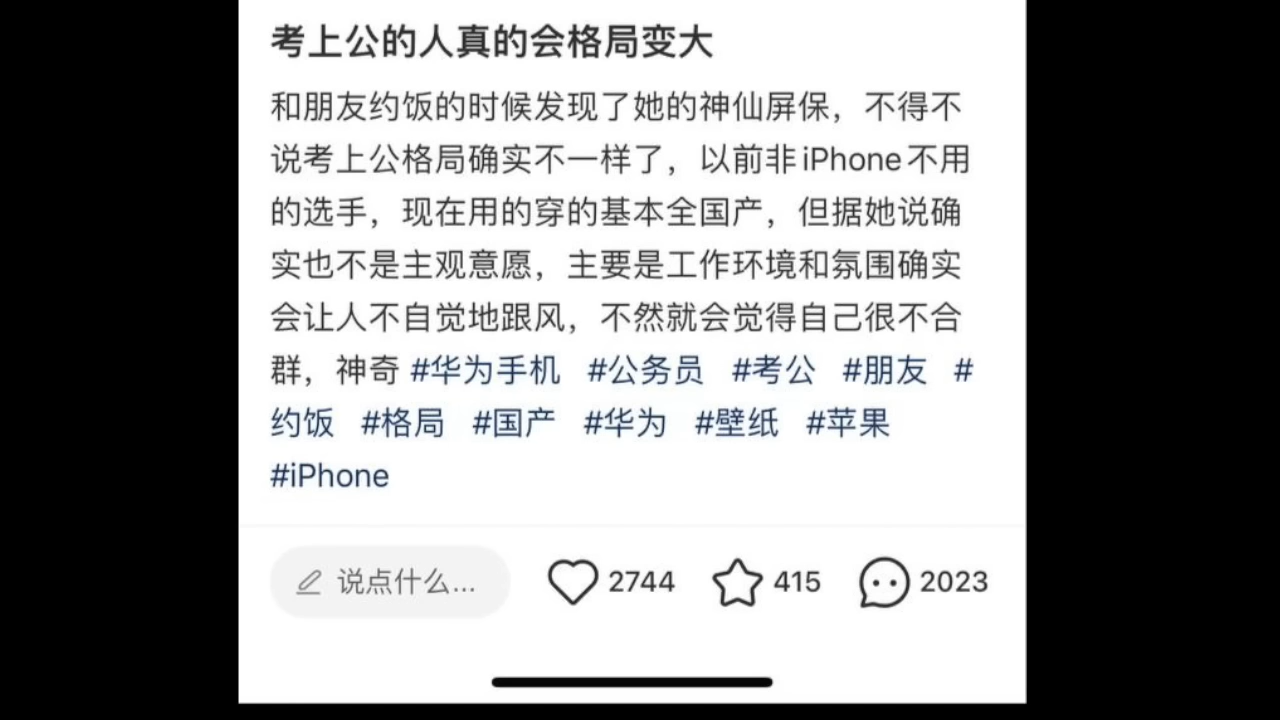 考上公的人真的会格局变大
和朋友约饭的时候发现了她的神仙屏保，不得不
说考上公格局确实不一样了，以前非iPhone不用
的选手，现在用的穿的基本全国产，但据她说确
实也不是主观意愿，主要是工作环境和氛围确实
会让人不自觉地跟风，不然就会觉得自己很不合
群，神奇 #华为手机 #公务员 #考公 #朋友 #
约饭 #格局 #国产 #华为 #壁纸 #苹果
#iPhone
说点什么... 2744 415 2023